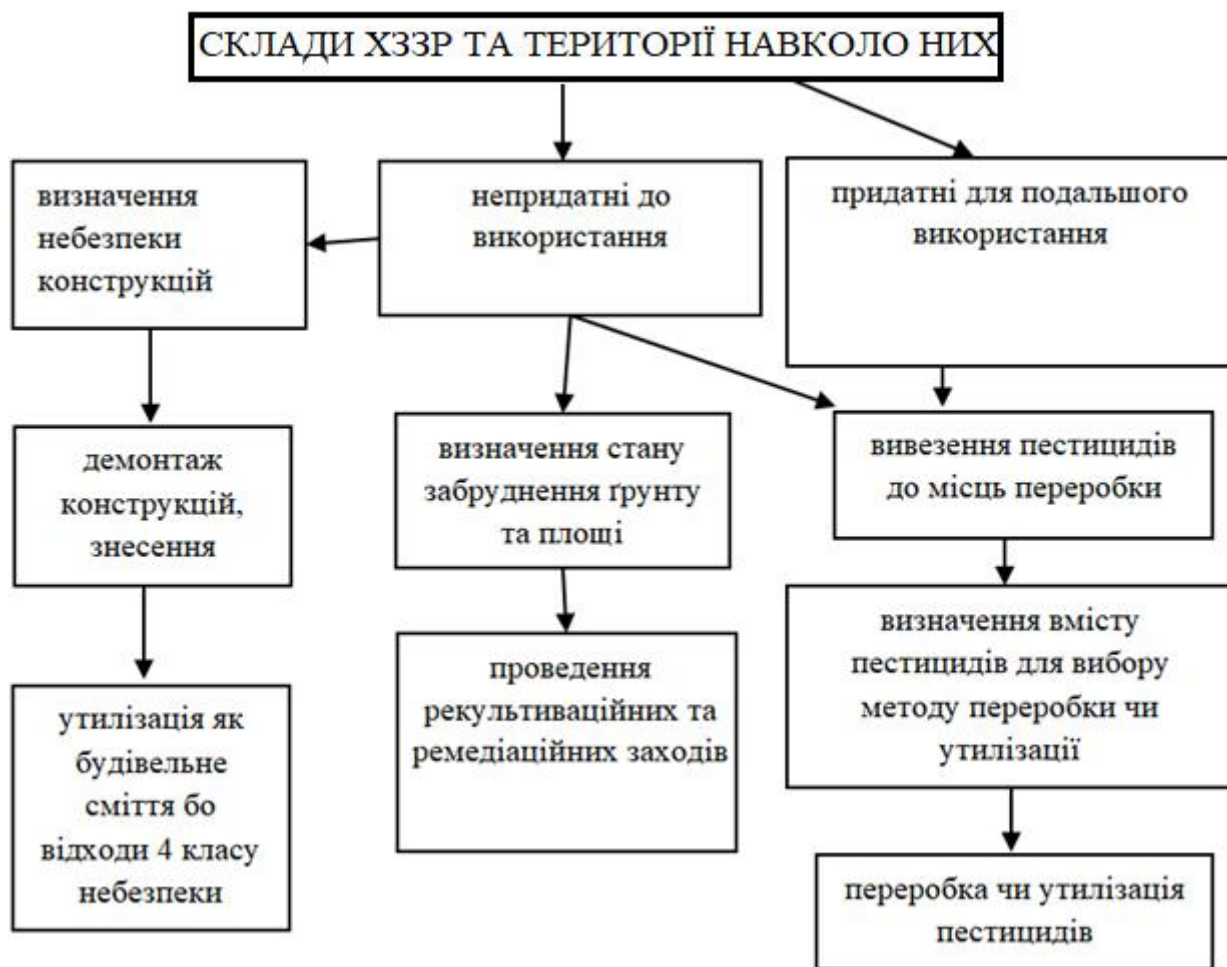 СКЛАДИ ХЗЗР ТА ТЕРИТОРІЇ НАВКОЛО НИХ
визначення
небезпеки
конструкцій
непридатні до
використання
придатні для подальшого
використання
демонтаж
конструкцій,
знесення
визначення стану
забруднення ґрунту
та площі
вивезення пестицидів
до місць переробки
утилізація як
будівельне
сміття бо
відходи 4 класу
небезпеки
проведення
рекультиваційних та
ремедіаційних заходів
визначення вмісту
пестицидів для вибору
методу переробки чи
утилізації
переробка чи утилізація
пестицидів